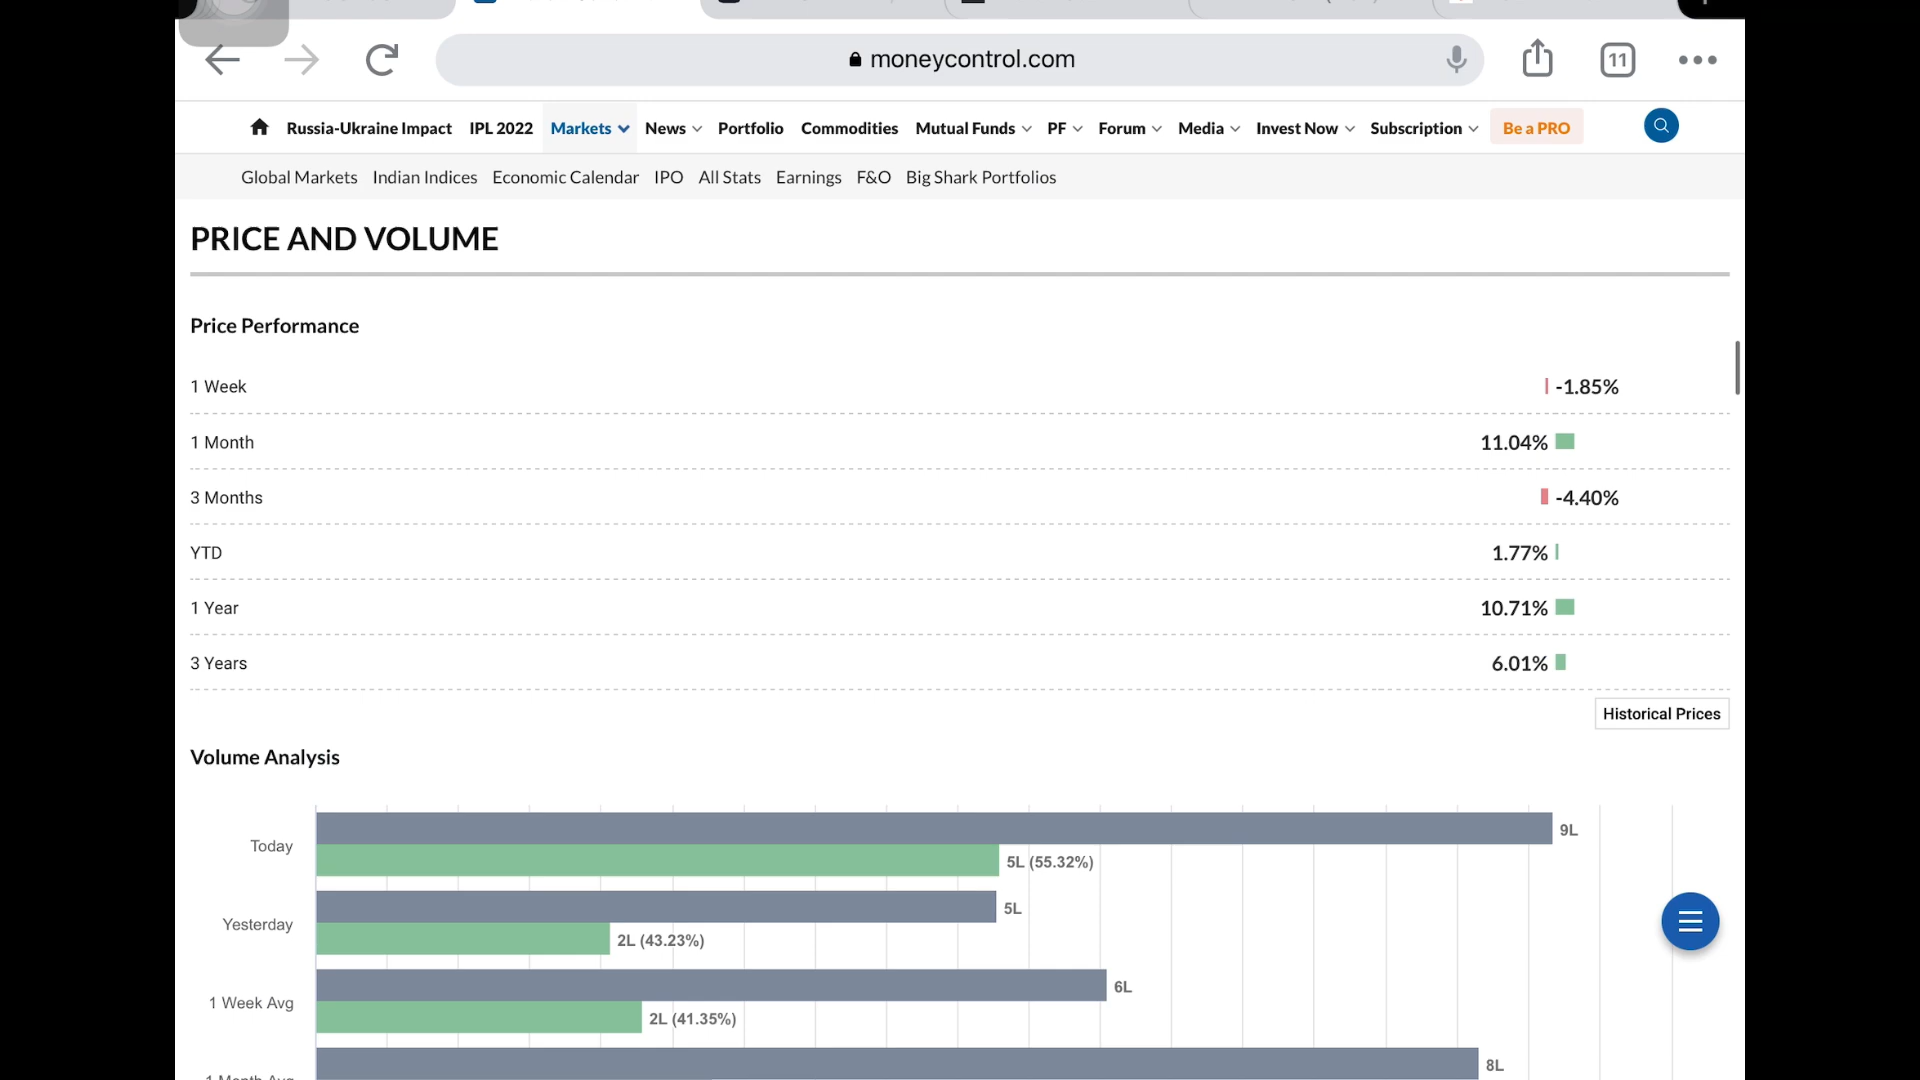 moneycontrol.com
11
Russia-Ukraine Impact IPL 2022 Markets News Portfolio Commodities Mutual Funds PF Forum Media Invest Now Subscription Be a PRO
Global Markets Indian Indices Economic Calendar IPO All Stats Earnings F&O Big Shark Portfolios
PRICE AND VOLUME
Price Performance
1 Week -1.85%
1 Month 11.04%
3 Months -4.40%
YTD 1.77%
1 Year 10.71%
3 Years 6.01%
Historical Prices
Volume Analysis
Today 9L
5L (55.32%)
Yesterday 5L
2L (43.23%)
1 Week Avg 6L
2L (41.35%)
1 Month Avg 8L